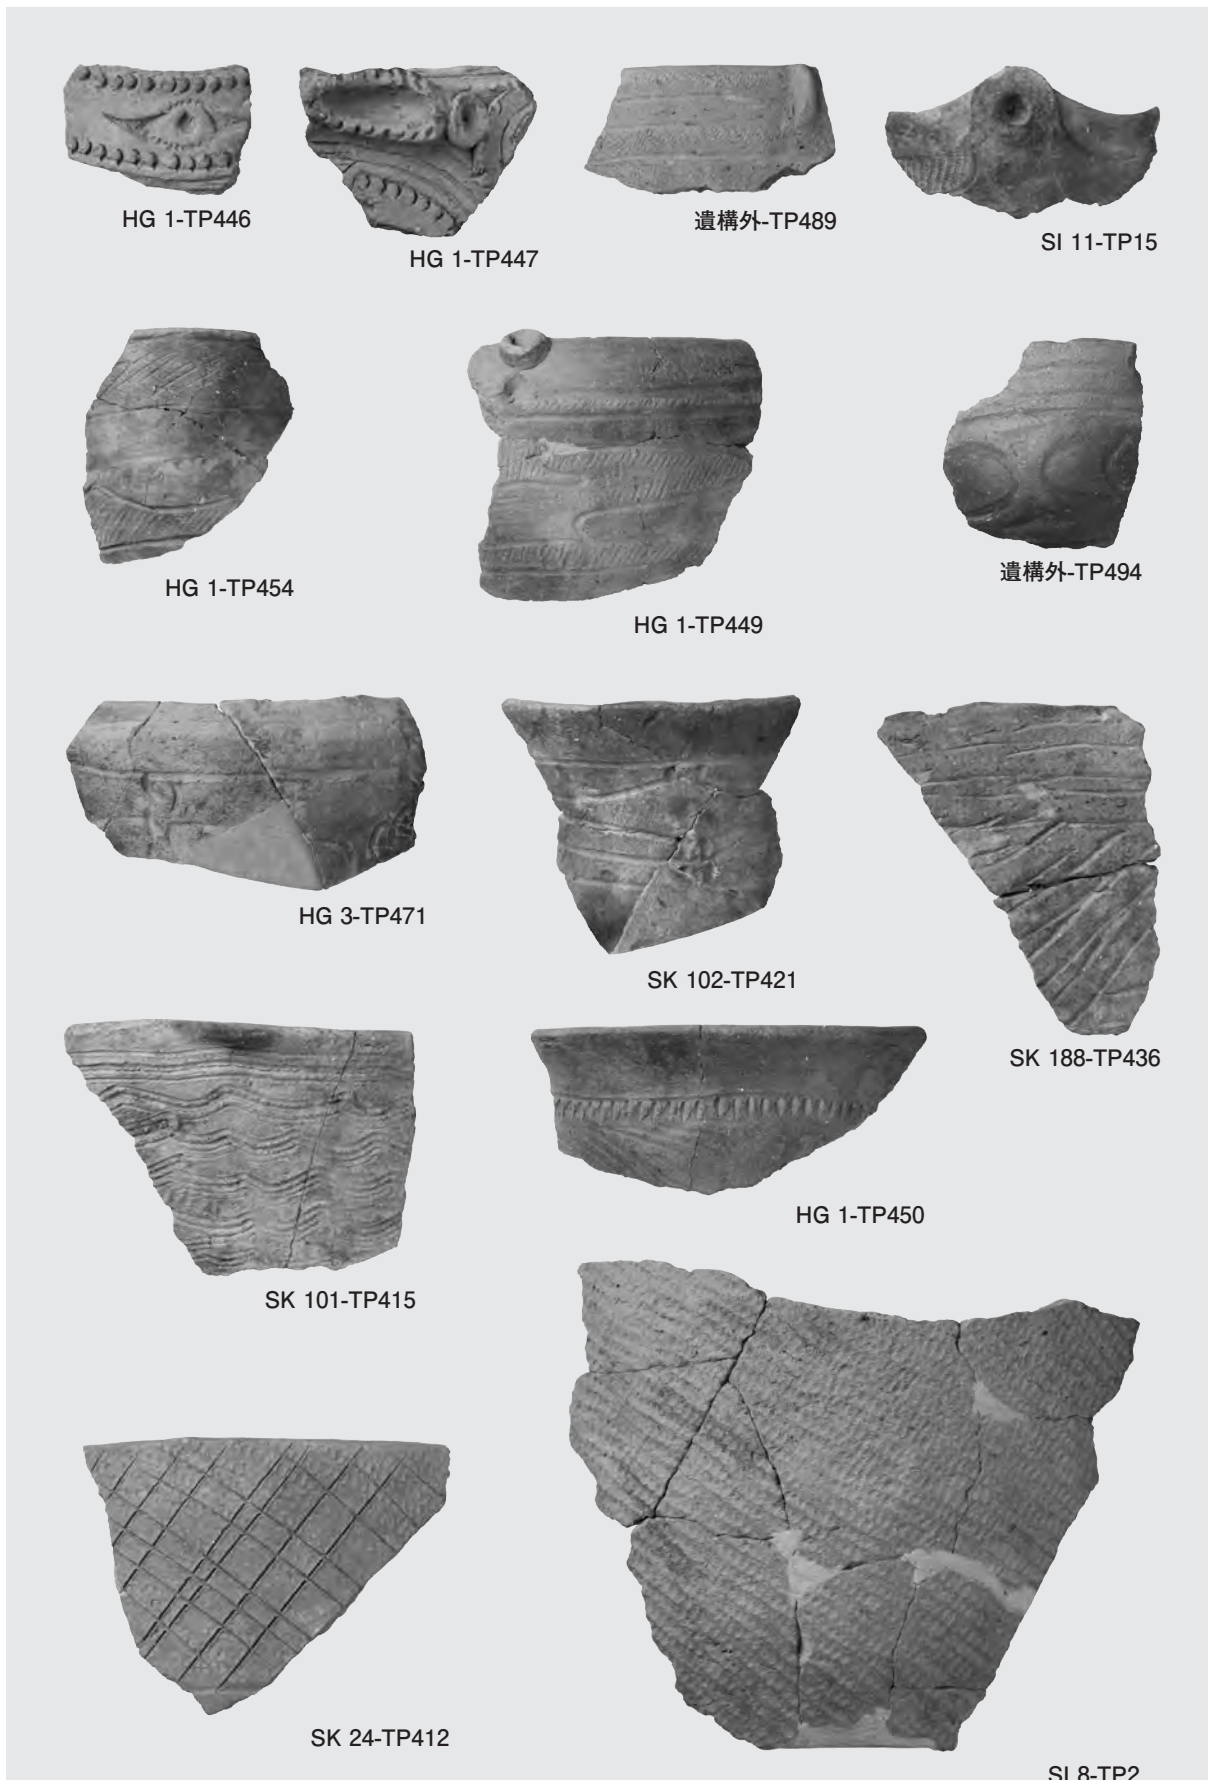 HG 1-TP446
HG 1-TP447
遺構外-TP489
SI 11-TP15
HG 1-TP454
HG 1-TP449
遺構外-TP494
HG 3-TP471
SK 102-TP421
SK 188-TP436
SK 101-TP415
HG 1-TP450
SK 24-TP412
SI 8-TP2